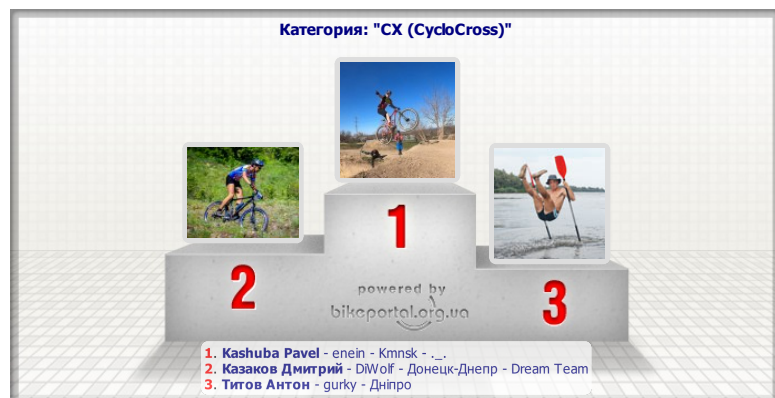 Категория: "CX (CycloCross)"
1
2
3
powered by
bikeportal.org.ua
1. Kashuba Pavel - enein - Kmnsk - ._.
2. Казаков Дмитрий - DiWolf - Донецк-Днепр - Dream Team
3. Титов Антон - gurky - Дніпро